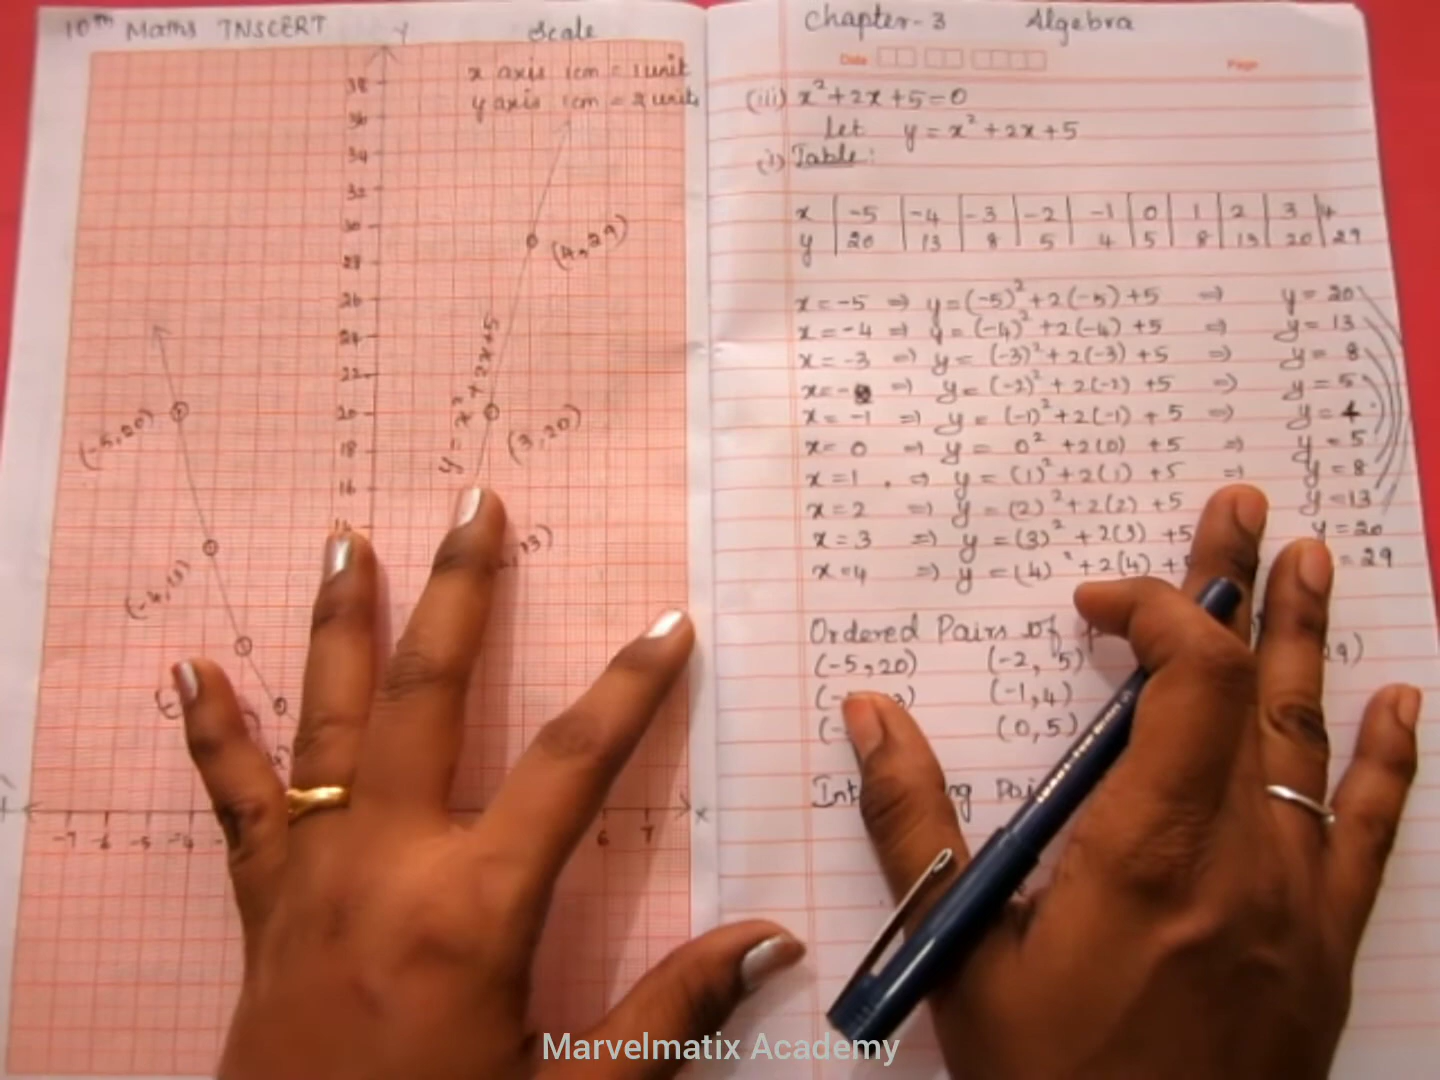 10th Maths TNSCERT
Y
Scale
x axis 1cm = 1 unit
y axis 1cm = 2 units
38
36
34
32
30
28
26
24
22
20
18
16
(4, 29)
y = x² + 2x + 5
(-5, 20)
(3, 20)
(-4, 13)
-7 -6 -5 -4
6 7
x
Chapter - 3 Algebra
Date
Page
(iii) x² + 2x + 5 = 0
Let y = x² + 2x + 5
(i) Table:
x -5 -4 -3 -2 -1 0 1 2 3 4
y 20 13 8 5 4 5 8 13 20 29
x = -5 ⇒ y = (-5)² + 2(-5) + 5 ⇒ y = 20
x = -4 ⇒ y = (-4)² + 2(-4) + 5 ⇒ y = 13
x = -3 ⇒ y = (-3)² + 2(-3) + 5 ⇒ y = 8
x = - ⇒ y = (-2)² + 2(-2) + 5 ⇒ y = 5
x = -1 ⇒ y = (-1)² + 2(-1) + 5 ⇒ y = 4
x = 0 ⇒ y = 0² + 2(0) + 5 ⇒ y = 5
x = 1 ⇒ y = (1)² + 2(1) + 5 ⇒ y = 8
x = 2 ⇒ y = (2)² + 2(2) + 5 y = 13
x = 3 ⇒ y = (3)² + 2(3) + 5 y = 20
x = 4 ⇒ y = (4)² + 2(4) + = 29
Ordered Pairs of
(-5, 20) (-2, 5)
(-1, 4)
(0, 5)
Marvelmatix Academy